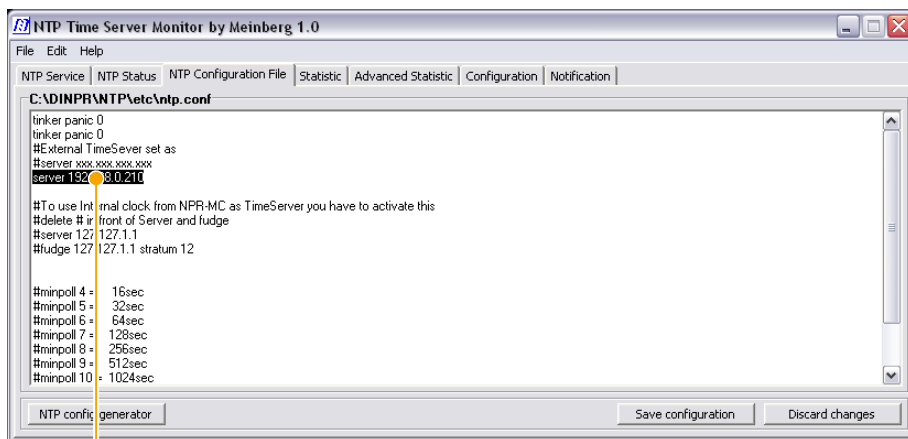 NTP Time Server Monitor by Meinberg 1.0
File Edit Help
NTP Service NTP Status NTP Configuration File Statistic Advanced Statistic Configuration Notification
C:\DINPR\NTP\etc\ntp.conf
tinker panic 0
tinker panic 0
#External TimeSever set as
#server xxx.xxx.xxx.xxx
server 192 8.0.210
#To use Internal clock from NPR-MC as TimeServer you have to activate this
#delete # in front of Server and fudge
#server 127.127.1.1
#fudge 127.127.1.1 stratum 12
#minpoll 4 = 16sec
#minpoll 5 = 32sec
#minpoll 6 = 64sec
#minpoll 7 = 128sec
#minpoll 8 = 256sec
#minpoll 9 = 512sec
#minpoll 10 = 1024sec
NTP config generator Save configuration Discard changes